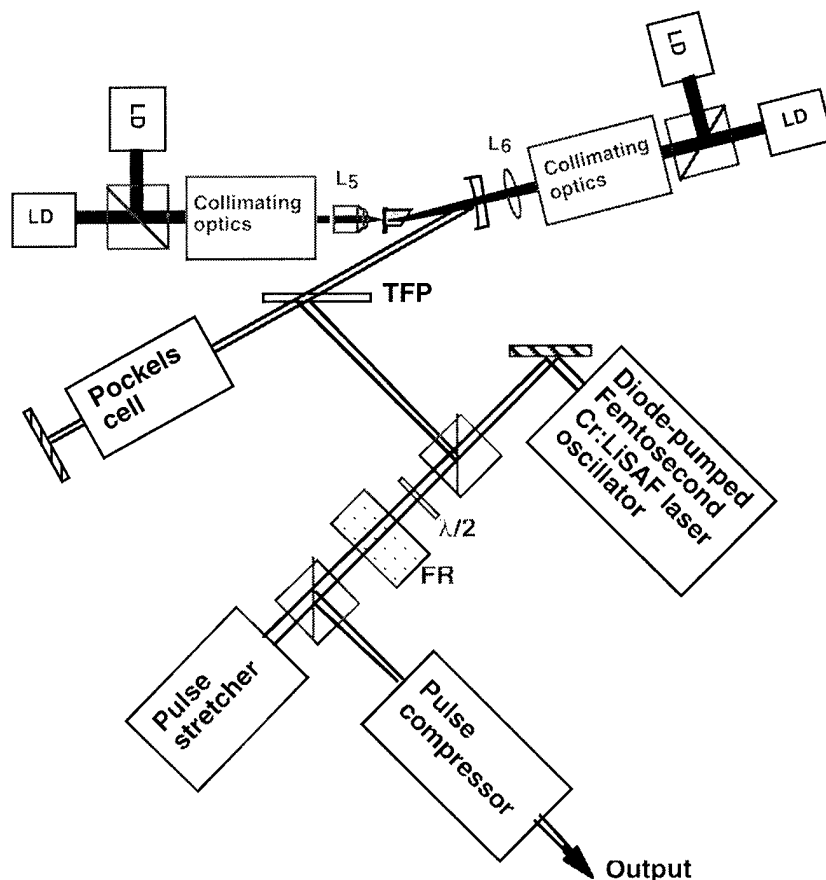 LD
LD
LD
LD
L5
L6
Collimating
optics
Collimating
optics
TFP
Pockels
cell
Diode-pumped
Femtosecond
Cr:LiSAF laser
oscillator
λ/2
FR
Pulse
stretcher
Pulse
compressor
Output